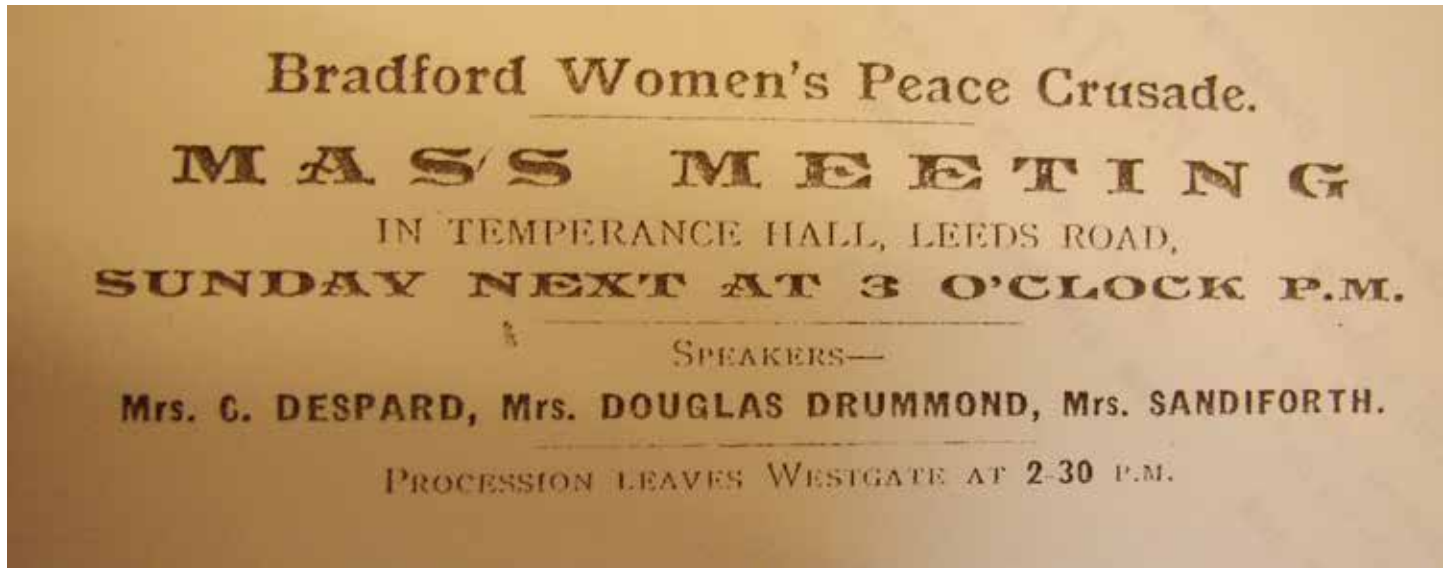 Bradford Women's Peace Crusade.
MASS MEETING
IN TEMPERANCE HALL, LEEDS ROAD,
SUNDAY NEXT AT 3 O'CLOCK P.M.
SPEAKERS—
Mrs. C. DESPARD, Mrs. DOUGLAS DRUMMOND, Mrs. SANDIFORTH.
PROCESSION LEAVES WESTGATE AT 2-30 P.M.